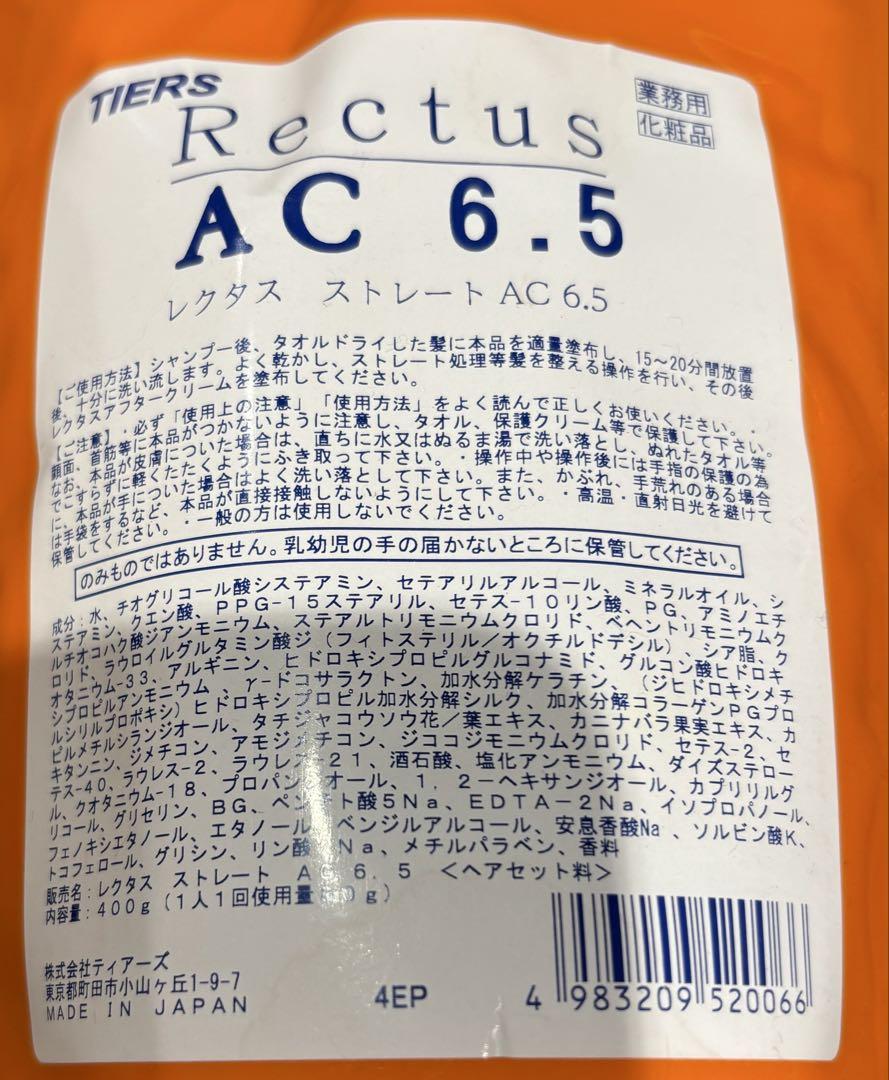 TIERS
Rectus
業務用
化粧品
AC 6.5
レクタス ストレート AC 6.5
【ご使用方法】シャンプー後、タオルドライした髪に本品を適量塗布し、15～20分間放置
後、十分に洗い流します。よく乾かし、ストレート処理等髪を整える操作を行い、その後
レクタスアフタークリームを塗布してください。
【ご注意】・必ず「使用上の注意」「使用方法」をよく読んで正しくお使いください。・
顔面、首筋等に本品がつかないように注意し、タオル、保護クリーム等で保護して下さい。
なお、本品が皮膚についた場合は、直ちに水又はぬるま湯で洗い落とし、ぬれたタオル等
でこすらずに軽くたたくようにふき取って下さい。・操作中や操作後には手指の保護の為
に、本品が手についた場合はよく洗い落として下さい。また、かぶれ、手荒れのある場合
は手袋をするなど、本品が直接接触しないようにして下さい。・高温・直射日光を避けて
保管してください。・一般の方は使用しないでください。
のみものではありません。乳幼児の手の届かないところに保管してください。
成分：水、チオグリコール酸システアミン、セテアリルアルコール、ミネラルオイル、シ
ステアミン、クエン酸、ＰＰＧ-１５ステアリル、セテス-１０リン酸、ＰＧ、アミノエチ
ルチオコハク酸ジアンモニウム、ステアルトリモニウムクロリド、ベヘントリモニウムク
ロリド、ラウロイルグルタミン酸ジ（フィトステリル／オクチルドデシル）、シア脂、ク
オタニウム-33、アルギニン、ヒドロキシプロピルグルコナミド、グルコン酸ヒドロキ
シプロピルアンモニウム、γ-ドコサラクトン、加水分解ケラチン、（ジヒドロキシメチ
ルシリルプロポキシ）ヒドロキシプロピル加水分解シルク、加水分解コラーゲンＰＧプロ
ピルメチルシランジオール、タチジャコウソウ花／葉エキス、カニナバラ果実エキス、カ
キタンニン、ジメチコン、アモジメチコン、ジココジモニウムクロリド、セテス-２、セ
テス-40、ラウレス-２、ラウレス-２１、酒石酸、塩化アンモニウム、ダイズステロー
ル、クオタニウム-18、プロパンジオール、１，２－ヘキサンジオール、カプリリルグ
リコール、グリセリン、ＢＧ、ペンテト酸５Ｎａ、ＥＤＴＡ－２Ｎａ、イソプロパノール、
フェノキシエタノール、エタノール、ベンジルアルコール、安息香酸Na、ソルビン酸K、
トコフェロール、グリシン、リン酸 Ｎａ、メチルパラベン、香料
販売名：レクタス ストレート ＡＣ６．５ ＜ヘアセット料＞
内容量：４００ｇ（１人１回使用量 ０ｇ）
株式会社ティアーズ
東京都町田市小山ヶ丘1-9-7
MADE IN JAPAN
4EP
4 983209 520066